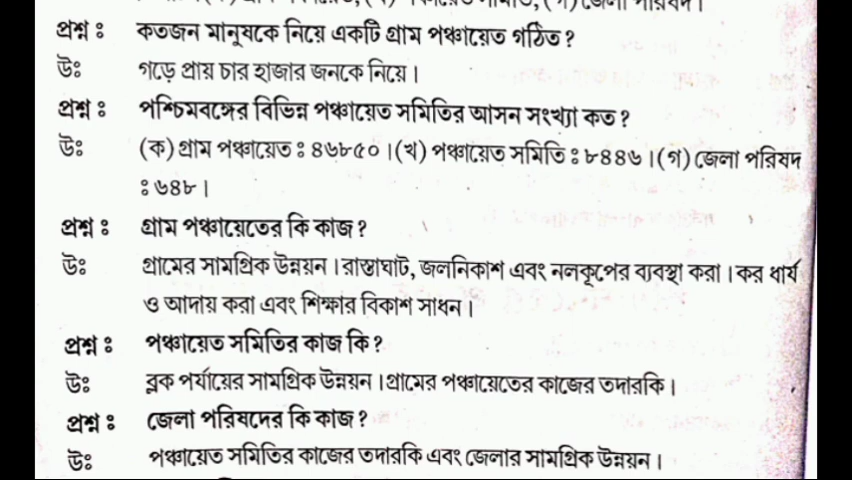 জেলা পরিষদ।
প্রশ্ন ঃ কতজন মানুষকে নিয়ে একটি গ্রাম পঞ্চায়েত গঠিত?
উঃ গড়ে প্রায় চার হাজার জনকে নিয়ে।
প্রশ্ন ঃ পশ্চিমবঙ্গের বিভিন্ন পঞ্চায়েত সমিতির আসন সংখ্যা কত?
উঃ (ক) গ্রাম পঞ্চায়েত ঃ ৪৬৮৫০। (খ) পঞ্চায়েত সমিতি ঃ ৮৪৪৬। (গ) জেলা পরিষদ
ঃ ৬৪৮।
প্রশ্ন ঃ গ্রাম পঞ্চায়েতের কি কাজ?
উঃ গ্রামের সামগ্রিক উন্নয়ন। রাস্তাঘাট, জলনিকাশ এবং নলকূপের ব্যবস্থা করা। কর ধার্য
ও আদায় করা এবং শিক্ষার বিকাশ সাধন।
প্রশ্ন ঃ পঞ্চায়েত সমিতির কাজ কি?
উঃ ব্লক পর্যায়ের সামগ্রিক উন্নয়ন। গ্রামের পঞ্চায়েতের কাজের তদারকি।
প্রশ্ন ঃ জেলা পরিষদের কি কাজ?
উঃ পঞ্চায়েত সমিতির কাজের তদারকি এবং জেলার সামগ্রিক উন্নয়ন।